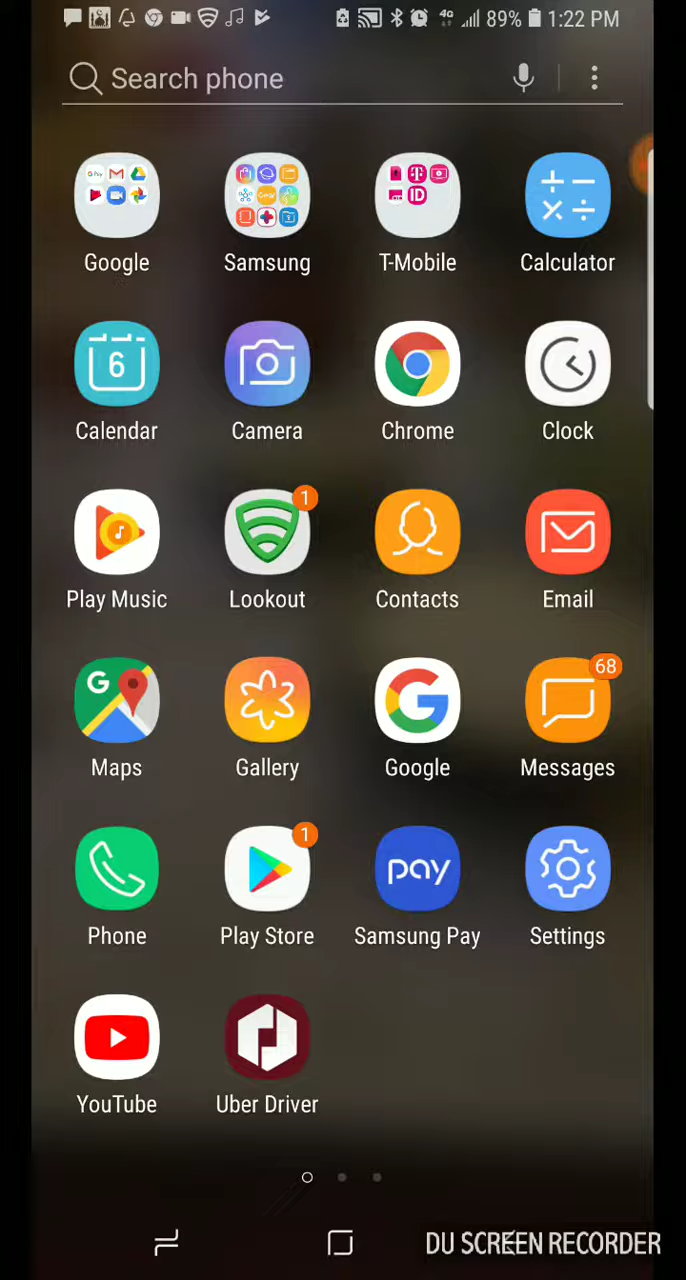 4G 89% 1:22 PM
Search phone
Google Samsung T-Mobile Calculator
6
Calendar Camera Chrome Clock
1
Play Music Lookout Contacts Email
G 68
Maps Gallery Google Messages
1
pay
Phone Play Store Samsung Pay Settings
YouTube Uber Driver
DU SCREEN RECORDER